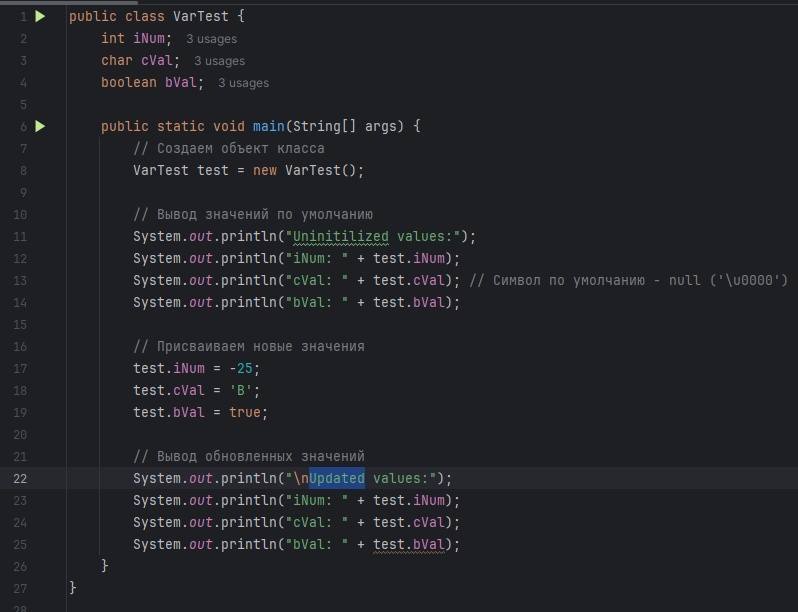 1 public class VarTest {
2 int iNum; 3 usages
3 char cVal; 3 usages
4 boolean bVal; 3 usages
5
6 public static void main(String[] args) {
7 // Создаем объект класса
8 VarTest test = new VarTest();
9
10 // Вывод значений по умолчанию
11 System.out.println("Uninitilized values:");
12 System.out.println("iNum: " + test.iNum);
13 System.out.println("cVal: " + test.cVal); // Символ по умолчанию - null ('\u0000')
14 System.out.println("bVal: " + test.bVal);
15
16 // Присваиваем новые значения
17 test.iNum = -25;
18 test.cVal = 'B';
19 test.bVal = true;
20
21 // Вывод обновленных значений
22 System.out.println("\nUpdated values:");
23 System.out.println("iNum: " + test.iNum);
24 System.out.println("cVal: " + test.cVal);
25 System.out.println("bVal: " + test.bVal);
26 }
27 }
28